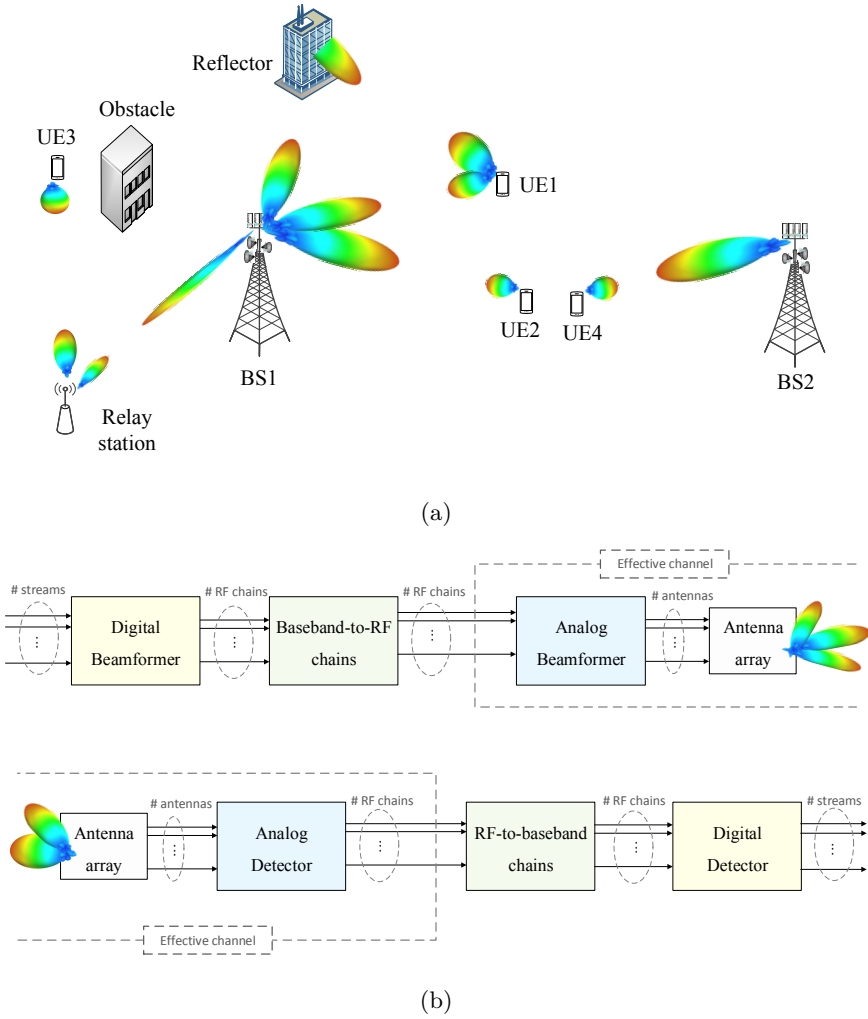 Reflector
Obstacle
UE3
UE1
UE2
UE4
BS1
BS2
Relay
station
(a)
Effective channel
# streams
# RF chains
# RF chains
# antennas
Digital
Beamformer
Baseband-to-RF
chains
Analog
Beamformer
Antenna
array
# antennas
# RF chains
# RF chains
# streams
Antenna
array
Analog
Detector
RF-to-baseband
chains
Digital
Detector
Effective channel
(b)